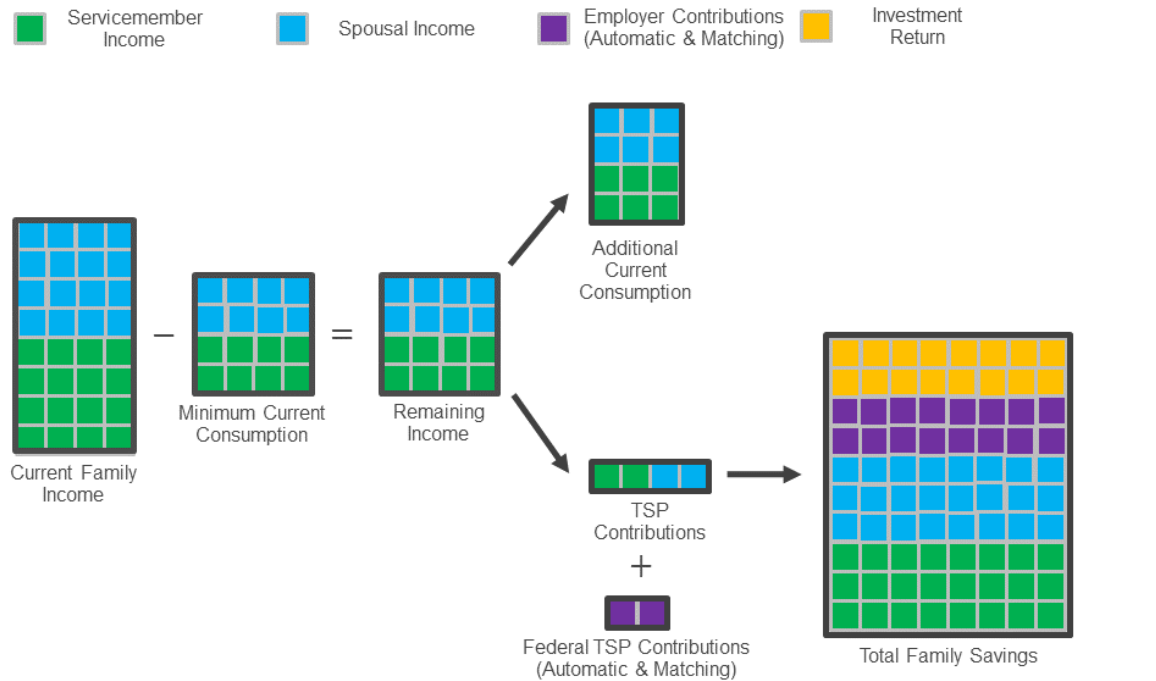 Servicemember
Income
Spousal Income
Employer Contributions
(Automatic & Matching)
Investment
Return
Additional
Current
Consumption
−
=
Minimum Current
Consumption
Remaining
Income
Current Family
Income
TSP
Contributions
+
Federal TSP Contributions
(Automatic & Matching)
Total Family Savings